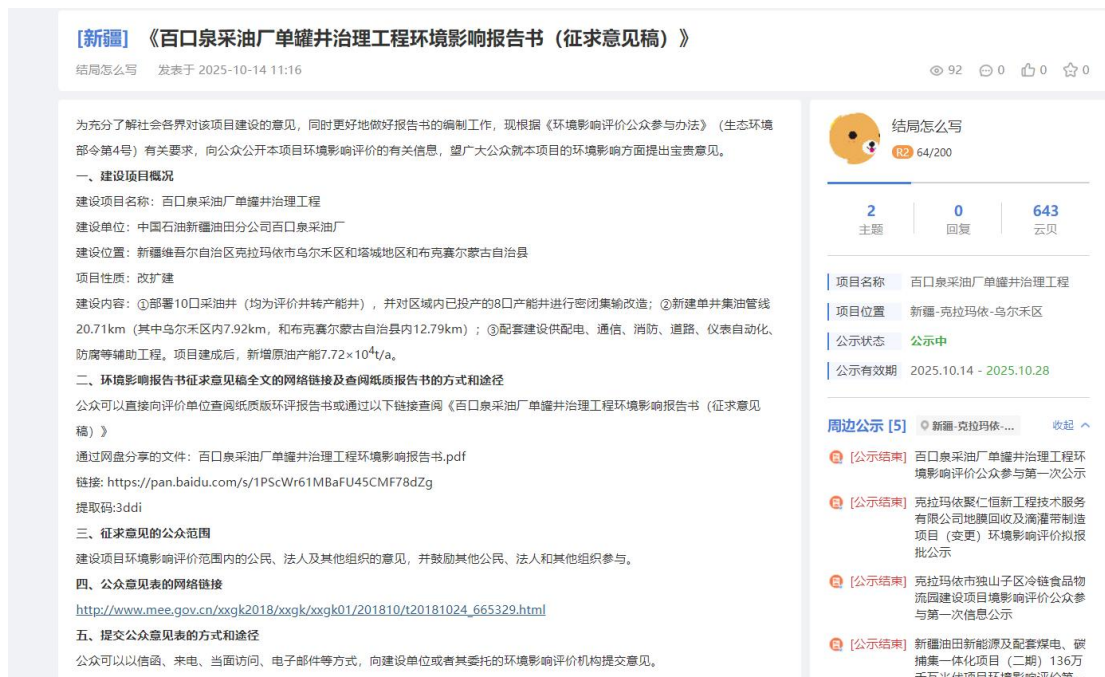 [新疆] 《百口泉采油厂单罐井治理工程环境影响报告书（征求意见稿）》
结局怎么写 发表于 2025-10-14 11:16
92 0 0 0
为充分了解社会各界对该项目建设的意见，同时更好地做好报告书的编制工作，现根据《环境影响评价公众参与办法》（生态环境
部令第4号）有关要求，向公众公开本项目环境影响评价的有关信息，望广大公众就本项目的环境影响方面提出宝贵意见。
一、建设项目概况
建设项目名称：百口泉采油厂单罐井治理工程
建设单位：中国石油新疆油田分公司百口泉采油厂
建设位置：新疆维吾尔自治区克拉玛依市乌尔禾区和塔城地区和布克赛尔蒙古自治县
项目性质：改扩建
建设内容：①部署10口采油井（均为评价井转产能井），并对区域内已投产的8口产能井进行密闭集输改造；②新建单井集油管线
20.71km（其中乌尔禾区内7.92km，和布克赛尔蒙古自治县内12.79km）；③配套建设供配电、通信、消防、道路、仪表自动化、
防腐等辅助工程。项目建成后，新增原油产能7.72×10⁴t/a。
二、环境影响报告书征求意见稿全文的网络链接及查阅纸质报告书的方式和途径
公众可以直接向评价单位查阅纸质版环评报告书或通过以下链接查阅《百口泉采油厂单罐井治理工程环境影响报告书（征求意见
稿）》
通过网盘分享的文件：百口泉采油厂单罐井治理工程环境影响报告书.pdf
链接: https://pan.baidu.com/s/1PScWr61MBaFU45CMF78dZg
提取码:3ddi
三、征求意见的公众范围
建设项目环境影响评价范围内的公民、法人及其他组织的意见，并鼓励其他公民、法人和其他组织参与。
四、公众意见表的网络链接
http://www.mee.gov.cn/xxgk2018/xxgk/xxgk01/201810/t20181024_665329.html
五、提交公众意见表的方式和途径
公众可以以信函、来电、当面访问、电子邮件等方式，向建设单位或者其委托的环境影响评价机构提交意见。
结局怎么写
R2 64/200
2 0 643
主题 回复 云贝
项目名称 百口泉采油厂单罐井治理工程
项目位置 新疆-克拉玛依-乌尔禾区
公示状态 公示中
公示有效期 2025.10.14 - 2025.10.28
周边公示 [5] 新疆-克拉玛依-... 收起
[公示结束] 百口泉采油厂单罐井治理工程环
境影响评价公众参与第一次公示
[公示结束] 克拉玛依聚仁恒新工程技术服务
有限公司地膜回收及滴灌带制造
项目（变更）环境影响评价拟报
批公示
[公示结束] 克拉玛依市独山子区冷链食品物
流园建设项目境影响评价公众参
与第一次信息公示
[公示结束] 新疆油田新能源及配套煤电、碳
捕集一体化项目（二期）136万
千瓦光伏项目环境影响评价第